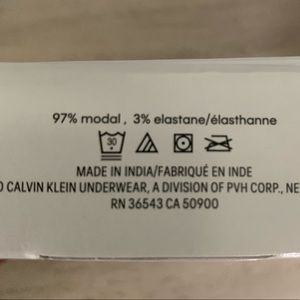 97% modal , 3% elastane/élasthanne
30
MADE IN INDIA/FABRIQUÉ EN INDE
CALVIN KLEIN UNDERWEAR, A DIVISION OF PVH CORP., NE
RN 36543 CA 50900